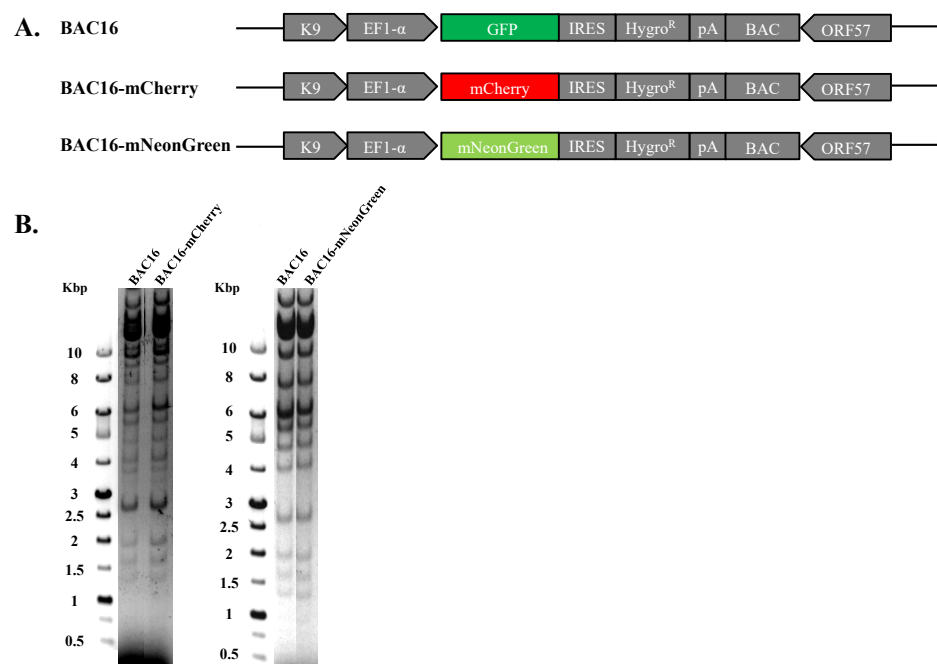 A.
BAC16
K9 EF1-α GFP IRES Hygroᴿ pA BAC ORF57
BAC16-mCherry
K9 EF1-α mCherry IRES Hygroᴿ pA BAC ORF57
BAC16-mNeonGreen
K9 EF1-α mNeonGreen IRES Hygroᴿ pA BAC ORF57
B.
BAC16
BAC16-mCherry
Kbp
10
8
6
5
4
3
2.5
2
1.5
1
0.5
BAC16
BAC16-mNeonGreen
Kbp
10
8
6
5
4
3
2.5
2
1.5
1
0.5